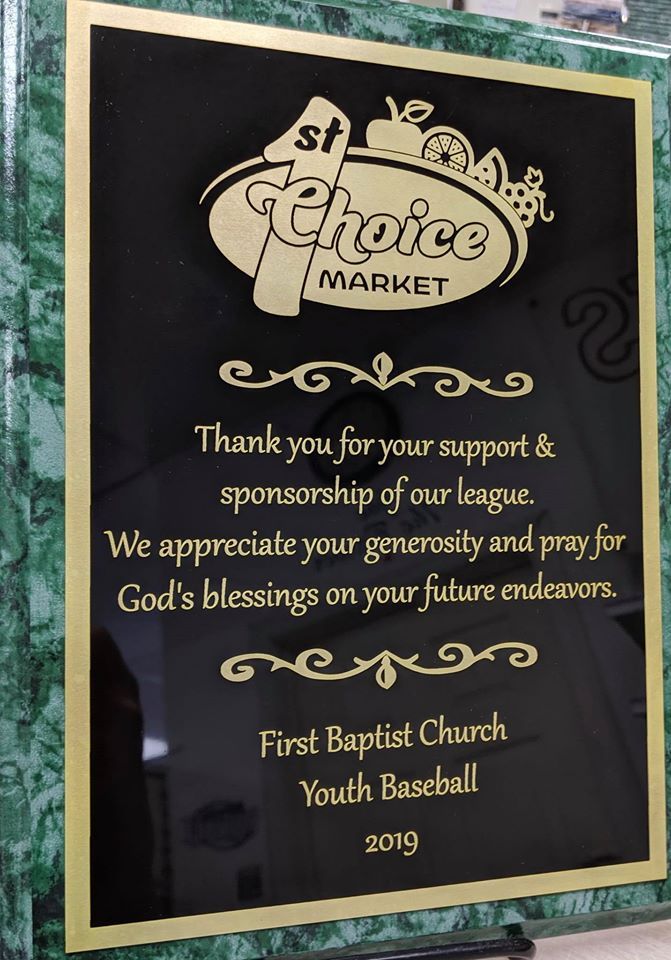 1st
Choice
MARKET
Thank you for your support &
sponsorship of our league.
We appreciate your generosity and pray for
God's blessings on your future endeavors.
First Baptist Church
Youth Baseball
2019